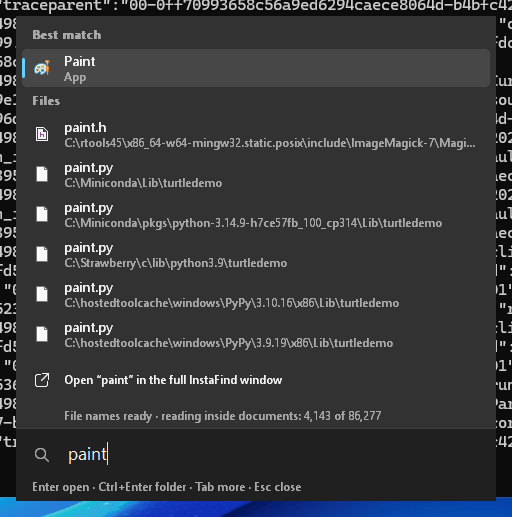 "traceparent":"00-0ff70993658c56a9ed6294caece8064d-b4bfc42
Best match
Paint
App
Files
paint.h
C:\rtools45\x86_64-w64-mingw32.static.posix\include\ImageMagick-7\Magi...
paint.py
C:\Miniconda\Lib\turtledemo
paint.py
C:\Miniconda\pkgs\python-3.14.9-h7ce57fb_100_cp314\Lib\turtledemo
paint.py
C:\Strawberry\c\lib\python3.9\turtledemo
paint.py
C:\hostedtoolcache\windows\PyPy\3.10.16\x86\Lib\turtledemo
paint.py
C:\hostedtoolcache\windows\PyPy\3.9.19\x86\Lib\turtledemo
Open “paint” in the full InstaFind window
File names ready · reading inside documents: 4,143 of 86,277
paint
Enter open · Ctrl+Enter folder · Tab more · Esc close